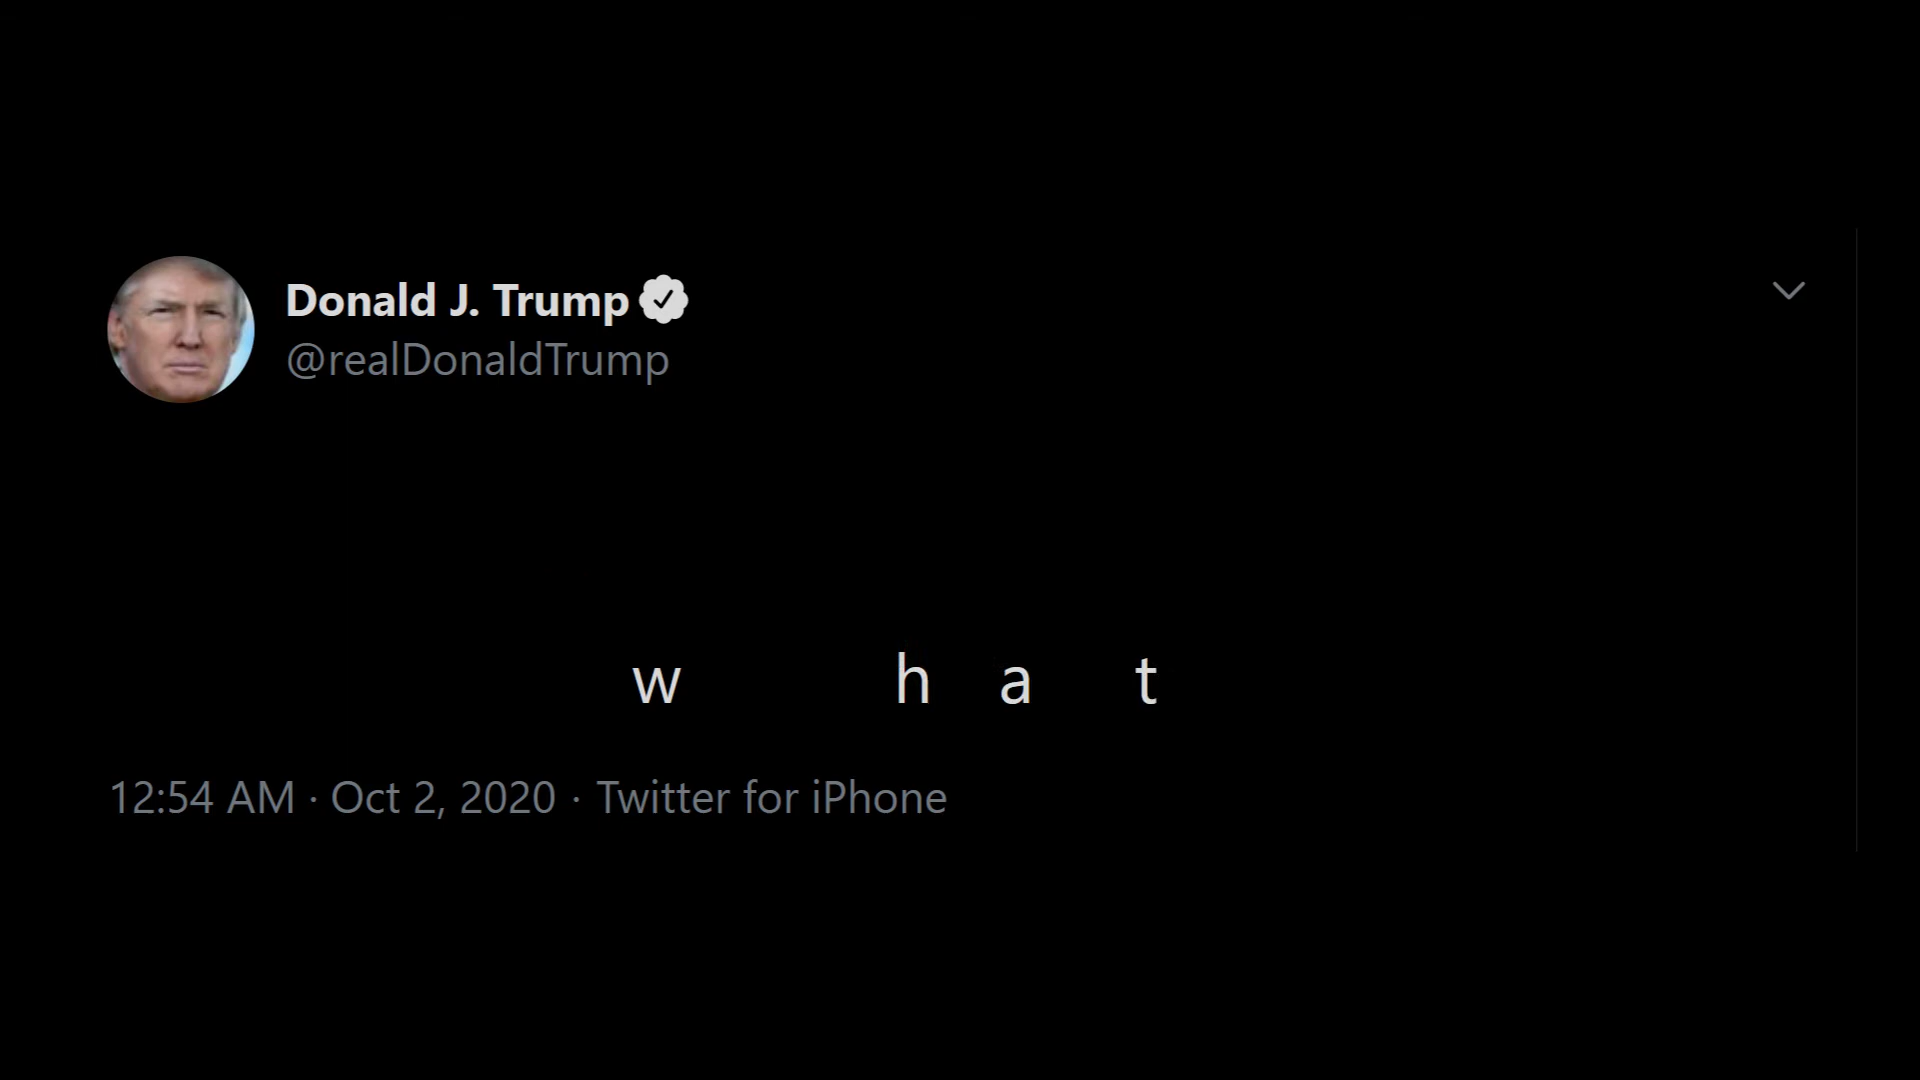 Donald J. Trump
@realDonaldTrump
w h a t
12:54 AM · Oct 2, 2020 · Twitter for iPhone